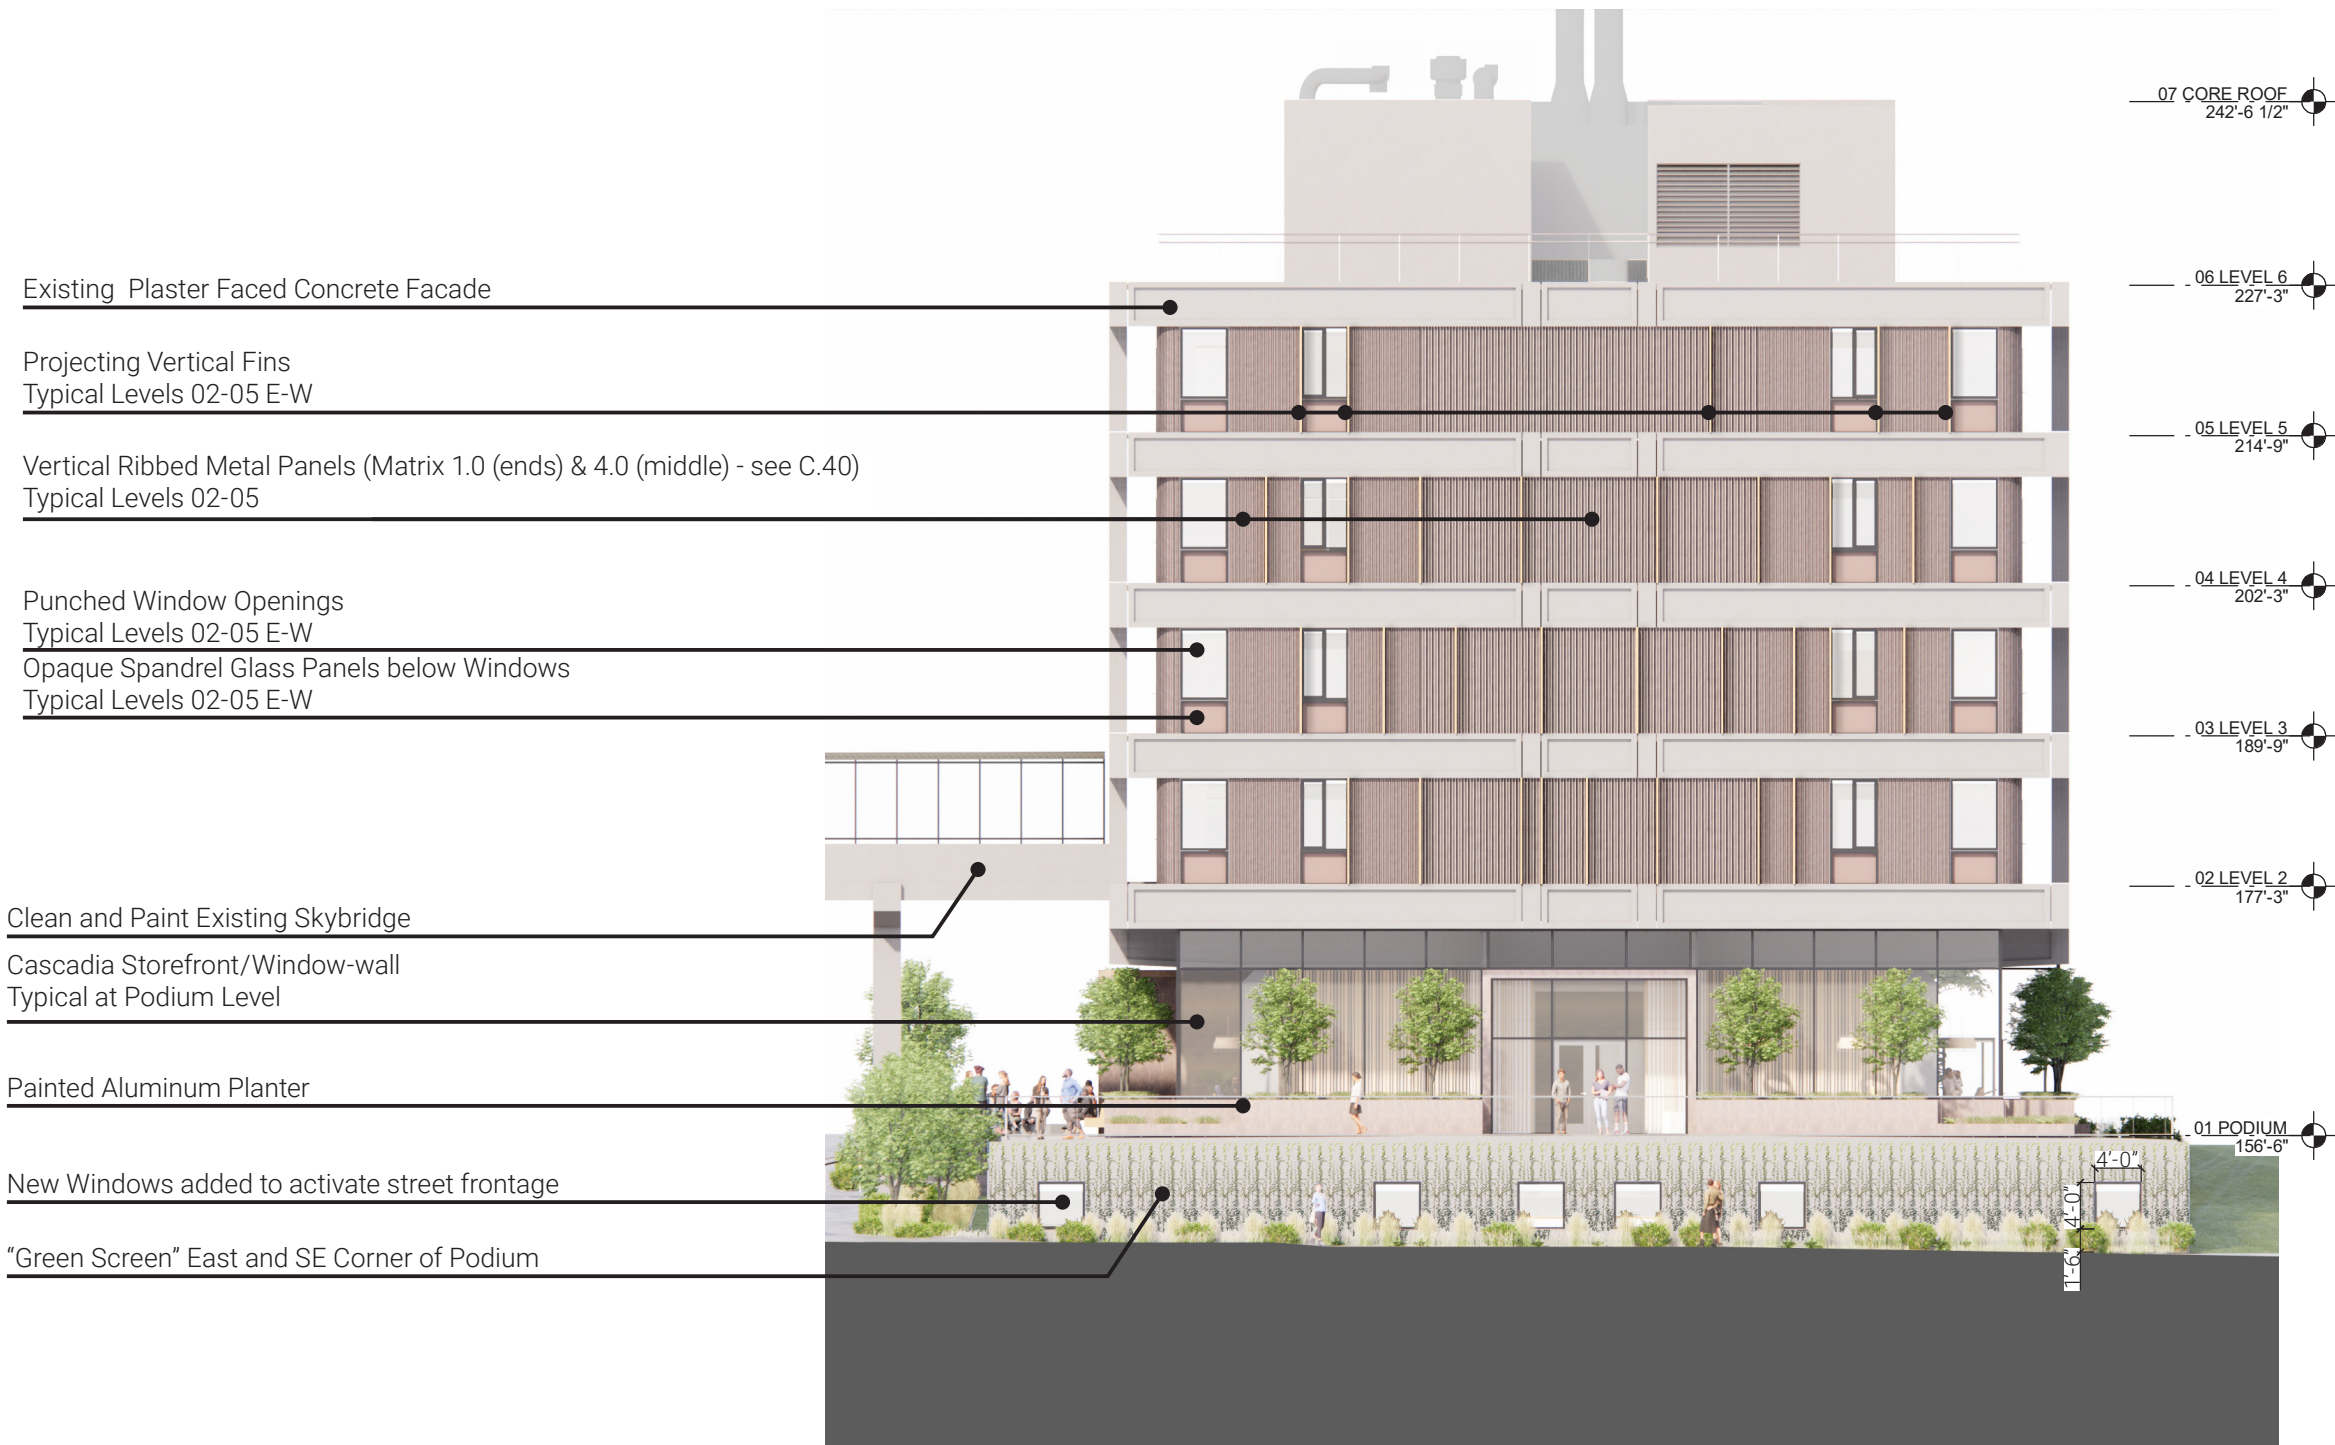 07 CORE ROOF
242'-6 1/2"
Existing  Plaster Faced Concrete Facade
06 LEVEL 6
227'-3"
Projecting Vertical Fins
Typical Levels 02-05 E-W
05 LEVEL 5
214'-9"
Vertical Ribbed Metal Panels (Matrix 1.0 (ends) & 4.0 (middle) - see C.40)
Typical Levels 02-05
04 LEVEL 4
202'-3"
Punched Window Openings
Typical Levels 02-05 E-W
Opaque Spandrel Glass Panels below Windows
Typical Levels 02-05 E-W
03 LEVEL 3
189'-9"
02 LEVEL 2
177'-3"
Clean and Paint Existing Skybridge
Cascadia Storefront/Window-wall
Typical at Podium Level
Painted Aluminum Planter
01 PODIUM
156'-6"
4'-0"
New Windows added to activate street frontage
4'-0"
“Green Screen” East and SE Corner of Podium
1'-6"